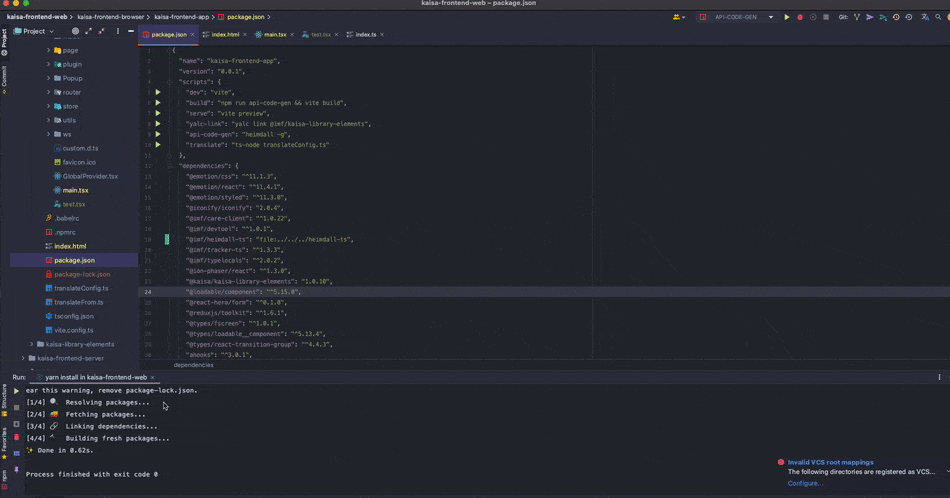 kaisa-frontend-web – package.json
kaisa-frontend-web › kaisa-frontend-browser › kaisa-frontend-app › package.json
API-CODE-GEN
Git:
Project
package.json
index.html
main.tsx
test.tsx
index.ts
Project
Commit
page
plugin
Popup
router
store
utils
ws
custom.d.ts
favicon.ico
GlobalProvider.tsx
main.tsx
test.tsx
.babelrc
.npmrc
index.html
package.json
package-lock.json
translateConfig.ts
translateFrom.ts
tsconfig.json
vite.config.ts
kaisa-library-elements
kaisa-frontend-server
1 {
2 "name": "kaisa-frontend-app",
3 "version": "0.0.1",
4 "scripts": {
5 "dev": "vite",
6 "build": "npm run api-code-gen && vite build",
7 "serve": "vite preview",
8 "yalc-link": "yalc link @imf/kaisa-library-elements",
9 "api-code-gen": "heimdall -g",
10 "translate": "ts-node translateConfig.ts"
11 },
12 "dependencies": {
13 "@emotion/css": "^11.1.3",
14 "@emotion/react": "^11.4.1",
15 "@emotion/styled": "^11.3.0",
16 "@iconify/iconify": "2.0.4",
17 "@imf/care-client": "^1.0.22",
18 "@imf/devtool": "^1.0.1",
19 "@imf/heimdall-ts": "file:../../../heimdall-ts",
20 "@imf/tracker-ts": "^1.3.3",
21 "@imf/typelocals": "^2.0.2",
22 "@ion-phaser/react": "^1.3.0",
23 "@kaisa/kaisa-library-elements": "1.0.10",
24 "@loadable/component": "^5.15.0",
25 "@react-hero/form": "^0.1.8",
26 "@reduxjs/toolkit": "^1.6.1",
27 "@types/fscreen": "^1.0.1",
28 "@types/loadable__component": "^5.13.4",
29 "@types/react-transition-group": "^4.4.3",
30 "ahooks": "^3.0.1",
dependencies
Run: yarn install in kaisa-frontend-web
ear this warning, remove package-lock.json.
[1/4] Resolving packages...
[2/4] Fetching packages...
[3/4] Linking dependencies...
[4/4] Building fresh packages...
Done in 0.62s.
Process finished with exit code 0
Structure
Favorites
npm
Invalid VCS root mappings
The following directories are registered as VCS...
Configure...